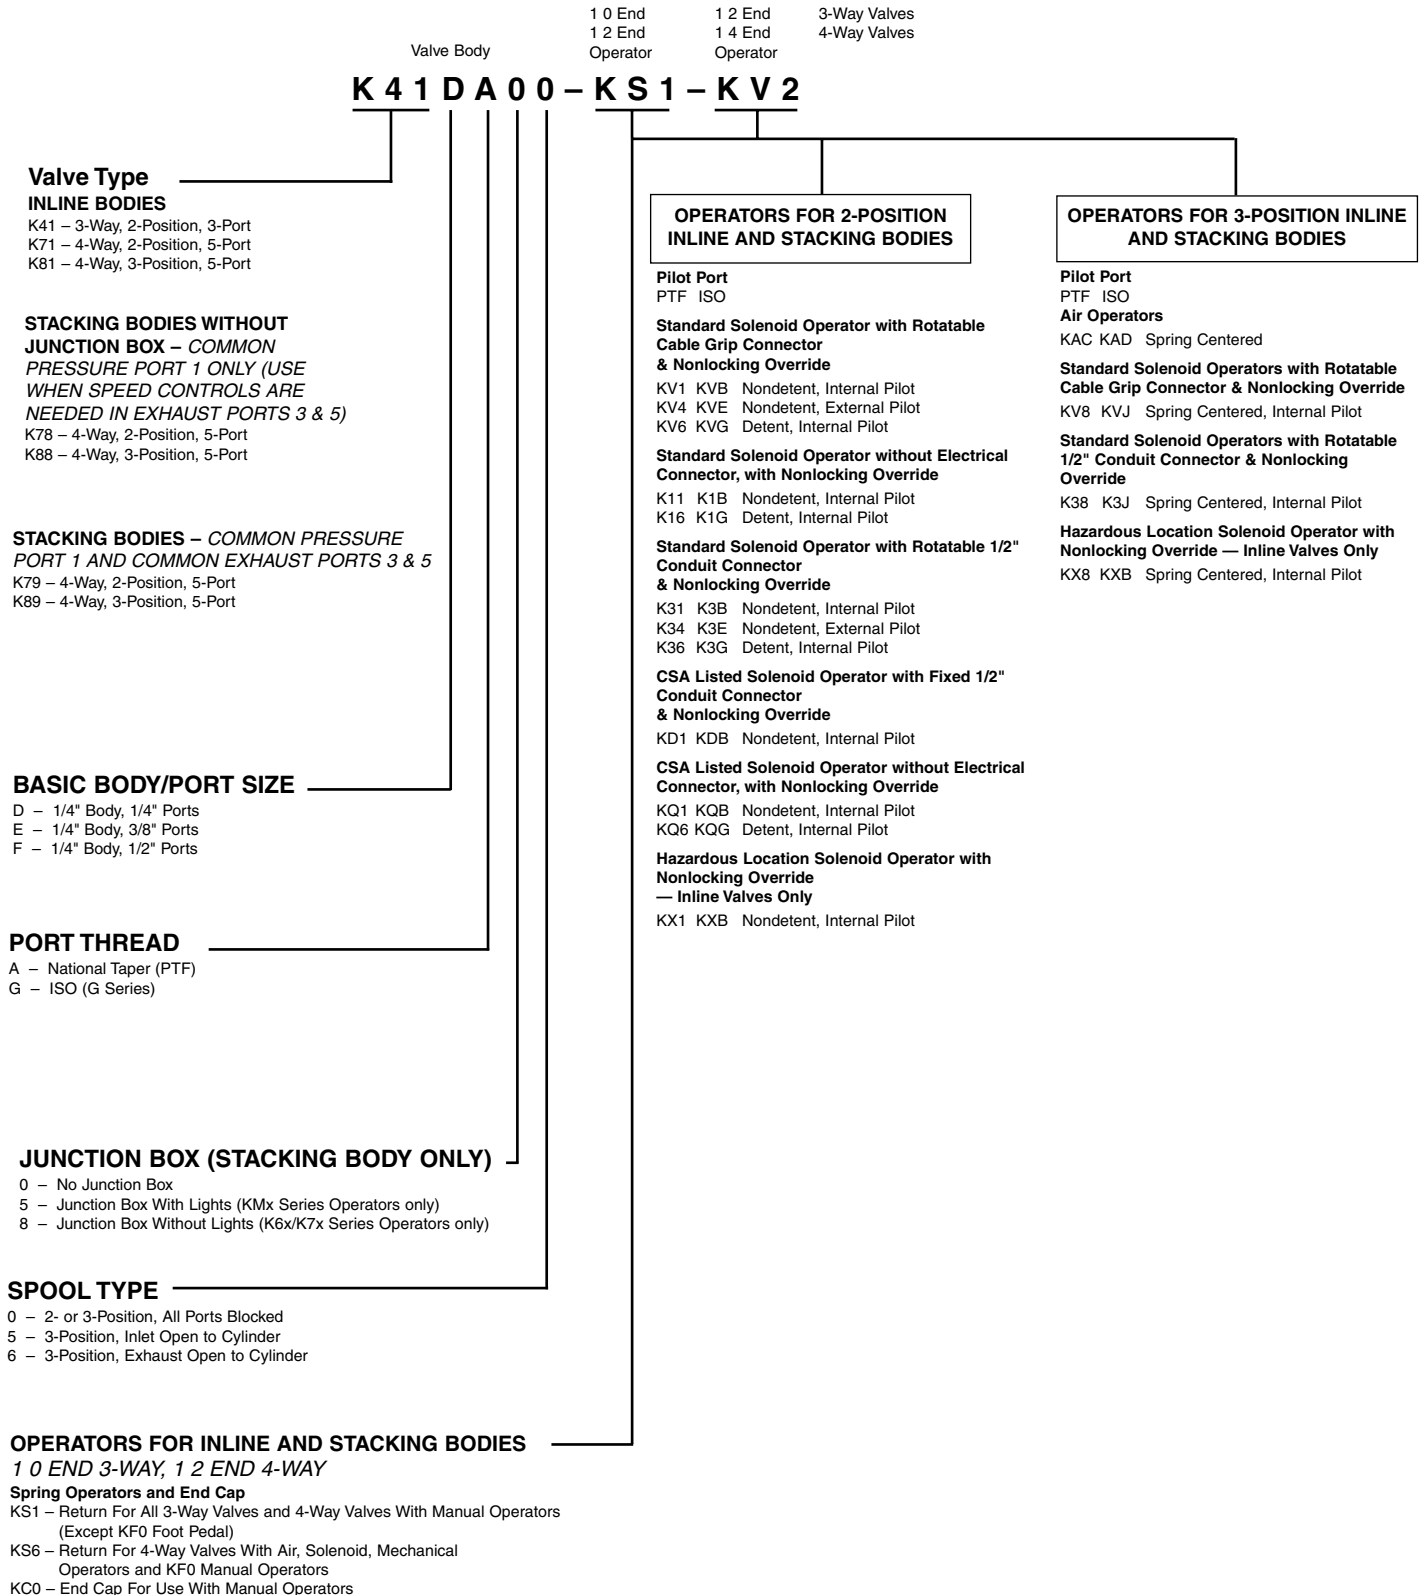 1 0 End 1 2 End 3-Way Valves
1 2 End 1 4 End 4-Way Valves
Valve Body Operator Operator
K 4 1 D A 0 0 – K S 1 – K V 2
Valve Type
INLINE BODIES
K41 – 3-Way, 2-Position, 3-Port
K71 – 4-Way, 2-Position, 5-Port
K81 – 4-Way, 3-Position, 5-Port
STACKING BODIES WITHOUT
JUNCTION BOX – COMMON
PRESSURE PORT 1 ONLY (USE
WHEN SPEED CONTROLS ARE
NEEDED IN EXHAUST PORTS 3 & 5)
K78 – 4-Way, 2-Position, 5-Port
K88 – 4-Way, 3-Position, 5-Port
STACKING BODIES – COMMON PRESSURE
PORT 1 AND COMMON EXHAUST PORTS 3 & 5
K79 – 4-Way, 2-Position, 5-Port
K89 – 4-Way, 3-Position, 5-Port
BASIC BODY/PORT SIZE
D – 1/4" Body, 1/4" Ports
E – 1/4" Body, 3/8" Ports
F – 1/4" Body, 1/2" Ports
PORT THREAD
A – National Taper (PTF)
G – ISO (G Series)
JUNCTION BOX (STACKING BODY ONLY)
0 – No Junction Box
5 – Junction Box With Lights (KMx Series Operators only)
8 – Junction Box Without Lights (K6x/K7x Series Operators only)
SPOOL TYPE
0 – 2- or 3-Position, All Ports Blocked
5 – 3-Position, Inlet Open to Cylinder
6 – 3-Position, Exhaust Open to Cylinder
OPERATORS FOR INLINE AND STACKING BODIES
1 0 END 3-WAY, 1 2 END 4-WAY
Spring Operators and End Cap
KS1 – Return For All 3-Way Valves and 4-Way Valves With Manual Operators
(Except KF0 Foot Pedal)
KS6 – Return For 4-Way Valves With Air, Solenoid, Mechanical
Operators and KF0 Manual Operators
KC0 – End Cap For Use With Manual Operators
OPERATORS FOR 2-POSITION
INLINE AND STACKING BODIES
Pilot Port
PTF ISO
Standard Solenoid Operator with Rotatable
Cable Grip Connector
& Nonlocking Override
KV1 KVB Nondetent, Internal Pilot
KV4 KVE Nondetent, External Pilot
KV6 KVG Detent, Internal Pilot
Standard Solenoid Operator without Electrical
Connector, with Nonlocking Override
K11 K1B Nondetent, Internal Pilot
K16 K1G Detent, Internal Pilot
Standard Solenoid Operator with Rotatable 1/2"
Conduit Connector
& Nonlocking Override
K31 K3B Nondetent, Internal Pilot
K34 K3E Nondetent, External Pilot
K36 K3G Detent, Internal Pilot
CSA Listed Solenoid Operator with Fixed 1/2"
Conduit Connector
& Nonlocking Override
KD1 KDB Nondetent, Internal Pilot
CSA Listed Solenoid Operator without Electrical
Connector, with Nonlocking Override
KQ1 KQB Nondetent, Internal Pilot
KQ6 KQG Detent, Internal Pilot
Hazardous Location Solenoid Operator with
Nonlocking Override
— Inline Valves Only
KX1 KXB Nondetent, Internal Pilot
OPERATORS FOR 3-POSITION INLINE
AND STACKING BODIES
Pilot Port
PTF ISO
Air Operators
KAC KAD Spring Centered
Standard Solenoid Operators with Rotatable
Cable Grip Connector & Nonlocking Override
KV8 KVJ Spring Centered, Internal Pilot
Standard Solenoid Operators with Rotatable
1/2" Conduit Connector & Nonlocking
Override
K38 K3J Spring Centered, Internal Pilot
Hazardous Location Solenoid Operator with
Nonlocking Override — Inline Valves Only
KX8 KXB Spring Centered, Internal Pilot